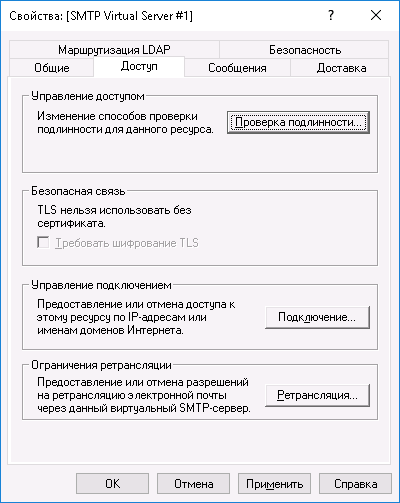 Свойства: [SMTP Virtual Server #1]
?
Маршрутизация LDAP
Безопасность
Общие
Доступ
Сообщения
Доставка
Управление доступом
Изменение способов проверки
подлинности для данного ресурса.
Проверка подлинности...
Безопасная связь
TLS нельзя использовать без
сертификата.
Требовать шифрование TLS
Управление подключением
Предоставление или отмена доступа к
этому ресурсу по IP-адресам или
именам доменов Интернета.
Подключение...
Ограничения ретрансляции
Предоставление или отмена разрешений
на ретрансляцию электронной почты
через данный виртуальный SMTP-сервер.
Ретрансляция...
ОК
Отмена
Применить
Справка